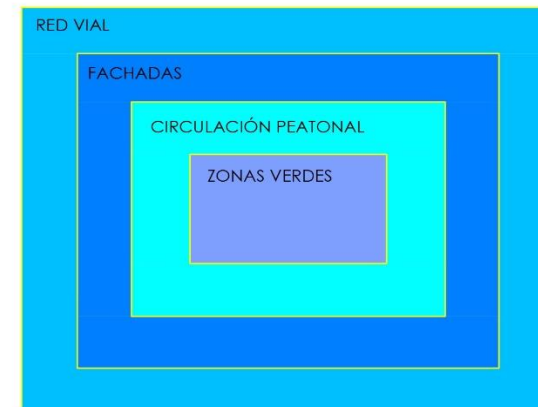 RED VIAL
FACHADAS
CIRCULACIÓN PEATONAL
ZONAS VERDES